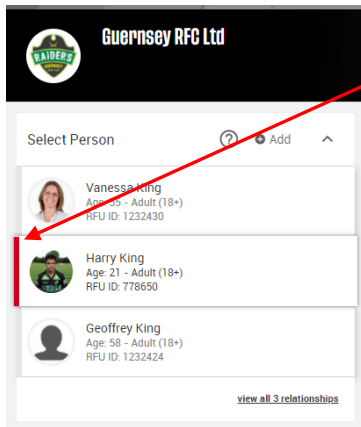 Guernsey RFC Ltd
RAIDERS
GUERNSEY
Select Person
? Add
Vanessa King
Age: 55 - Adult (18+)
RFU ID: 1232430
Harry King
Age: 21 - Adult (18+)
RFU ID: 778650
Geoffrey King
Age: 58 - Adult (18+)
RFU ID: 1232424
view all 3 relationships